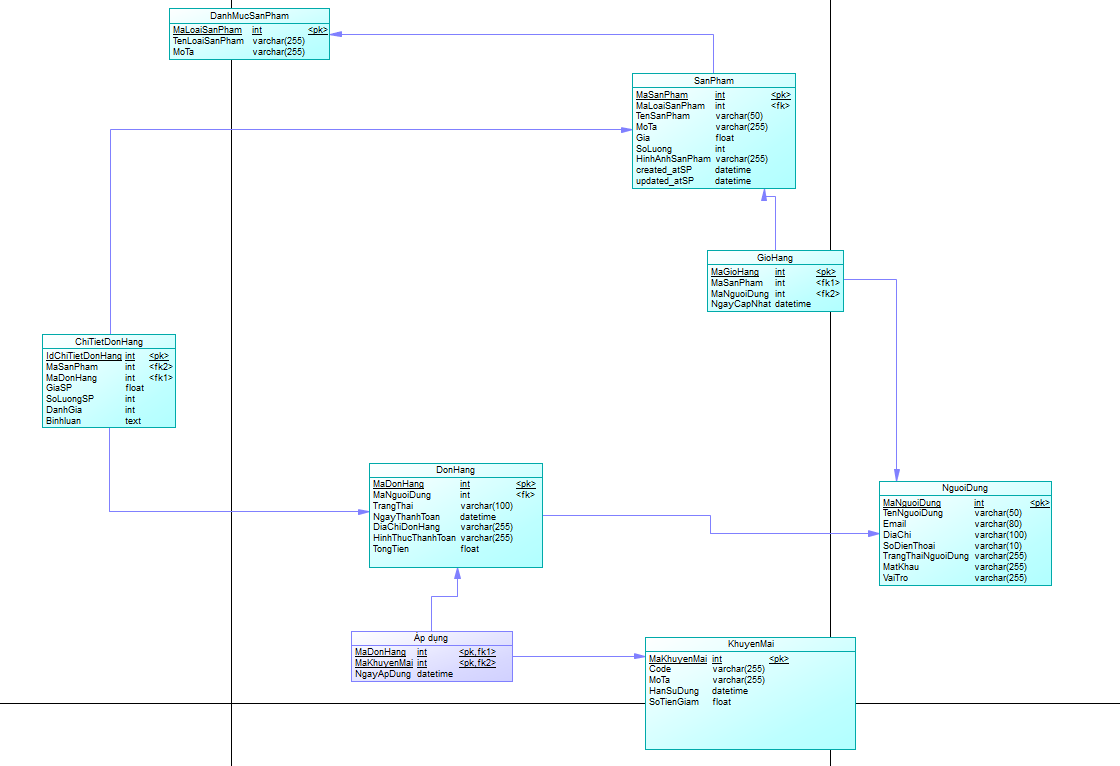 DanhMucSanPham
MaLoaiSanPham int <pk>
TenLoaiSanPham varchar(255)
MoTa varchar(255)
SanPham
MaSanPham int <pk>
MaLoaiSanPham int <fk>
TenSanPham varchar(50)
MoTa varchar(255)
Gia float
SoLuong int
HinhAnhSanPham varchar(255)
created_atSP datetime
updated_atSP datetime
GioHang
MaGioHang int <pk>
MaSanPham int <fk1>
MaNguoiDung int <fk2>
NgayCapNhat datetime
ChiTietDonHang
IdChiTietDonHang int <pk>
MaSanPham int <fk2>
MaDonHang int <fk1>
GiaSP float
SoLuongSP int
DanhGia int
Binhluan text
DonHang
MaDonHang int <pk>
MaNguoiDung int <fk>
TrangThai varchar(100)
NgayThanhToan datetime
DiaChiDonHang varchar(255)
HinhThucThanhToan varchar(255)
TongTien float
NguoiDung
MaNguoiDung int <pk>
TenNguoiDung varchar(50)
Email varchar(80)
DiaChi varchar(100)
SoDienThoai varchar(10)
TrangThaiNguoiDung varchar(255)
MatKhau varchar(255)
VaiTro varchar(255)
Áp dụng
MaDonHang int <pk,fk1>
MaKhuyenMai int <pk,fk2>
NgayApDung datetime
KhuyenMai
MaKhuyenMai int <pk>
Code varchar(255)
MoTa varchar(255)
HanSuDung datetime
SoTienGiam float